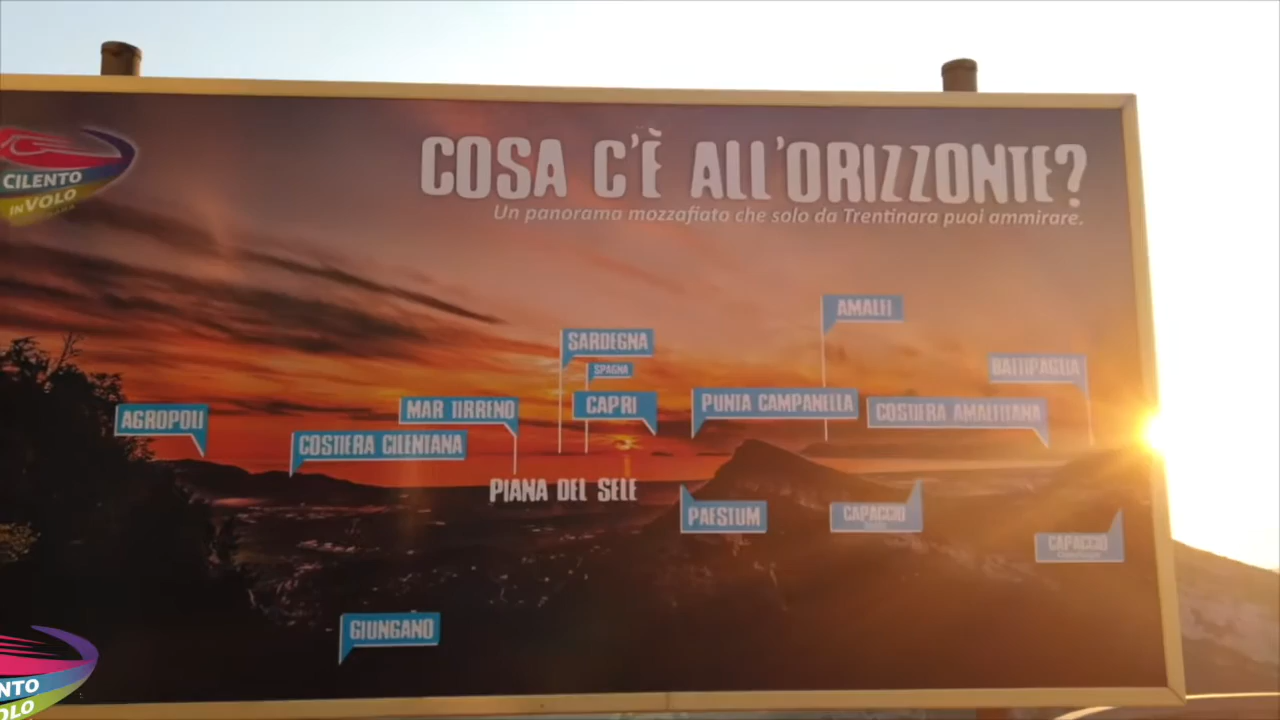 COSA C'È ALL'ORIZZONTE?
Un panorama mozzafiato che solo da Trentinara puoi ammirare.
CILENTO
IN VOLO
AMALFI
SARDEGNA
SPAGNA
BATTIPAGLIA
AGROPOLI
MAR TIRRENO
CAPRI
PUNTA CAMPANELLA
COSTIERA AMALFITANA
COSTIERA CILENTANA
PIANA DEL SELE
PAESTUM
CAPACCIO
CAPACCIO
GIUNGANO
NTO
VOLO